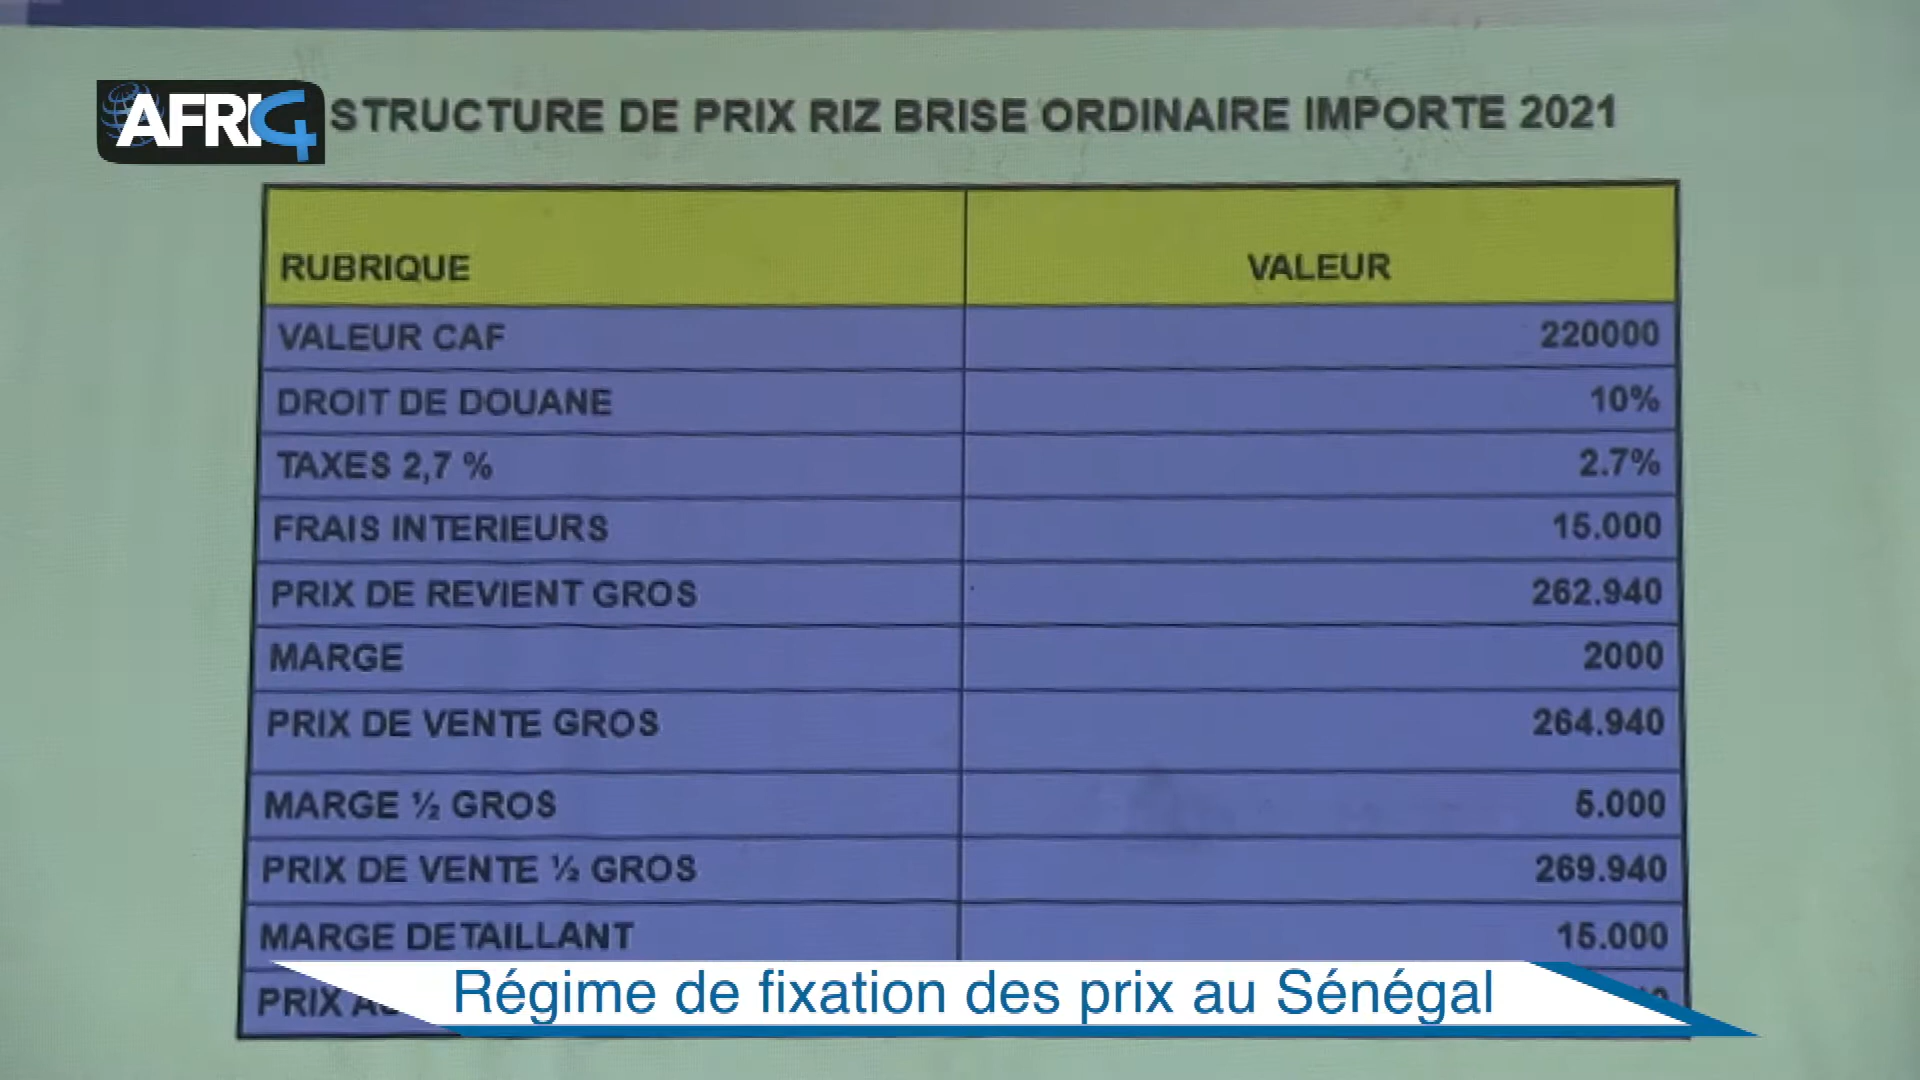 AFRIC4
STRUCTURE DE PRIX RIZ BRISE ORDINAIRE IMPORTE 2021
RUBRIQUE VALEUR
VALEUR CAF 220000
DROIT DE DOUANE 10%
TAXES 2,7 % 2.7%
FRAIS INTERIEURS 15.000
PRIX DE REVIENT GROS 262.940
MARGE 2000
PRIX DE VENTE GROS 264.940
MARGE ½ GROS 5.000
PRIX DE VENTE ½ GROS 269.940
MARGE DETAILLANT 15.000
PRIX
Régime de fixation des prix au Sénégal